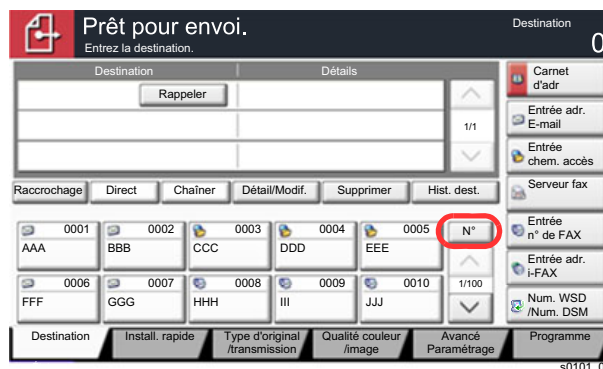 Prêt pour envoi.
Entrez la destination.
Destination
0
Destination Détails
Rappeler
1/1
Carnet
d'adr
Entrée adr.
E-mail
Entrée
chem. accès
Serveur fax
Entrée
n° de FAX
Entrée adr.
i-FAX
Num. WSD
/Num. DSM
Raccrochage Direct Chaîner Détail/Modif. Supprimer Hist. dest.
0001 0002 0003 0004 0005 N°
AAA BBB CCC DDD EEE
0006 0007 0008 0009 0010 1/100
FFF GGG HHH III JJJ
Destination
Install. rapide
Type d'original
/transmission
Qualité couleur
/image
Avancé
Paramétrage
Programme
s0101_0